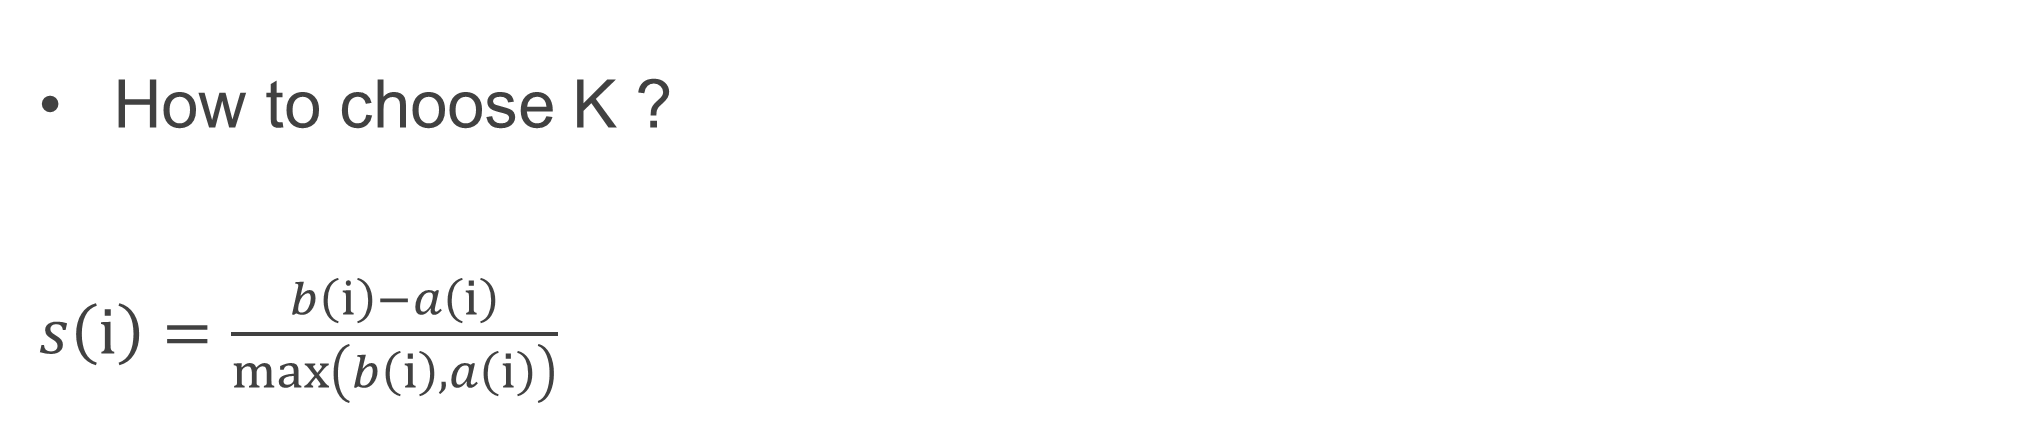 • How to choose K ?
s(i) = b(i)−a(i) / max(b(i),a(i))